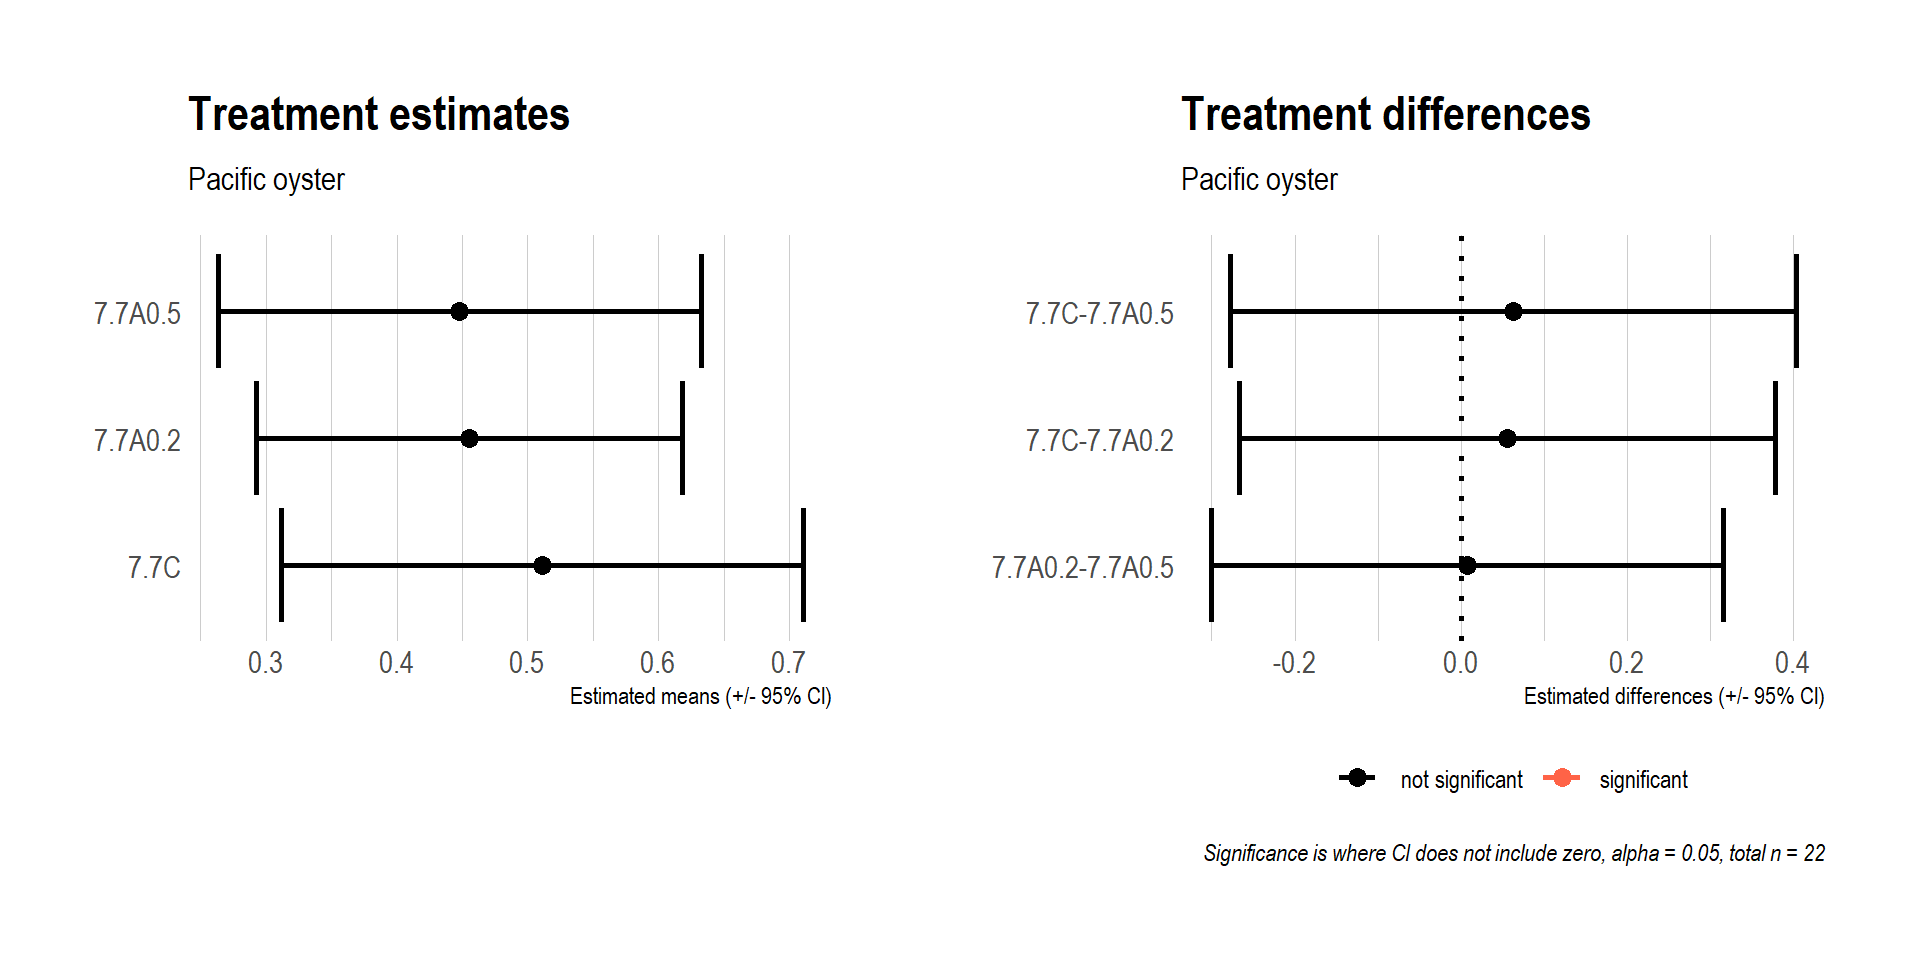 Treatment estimates
Pacific oyster
7.7A0.5
7.7A0.2
7.7C
0.3 0.4 0.5 0.6 0.7
Estimated means (+/- 95% CI)
Treatment differences
Pacific oyster
7.7C-7.7A0.5
7.7C-7.7A0.2
7.7A0.2-7.7A0.5
-0.2 0.0 0.2 0.4
Estimated differences (+/- 95% CI)
not significant significant
Significance is where CI does not include zero, alpha = 0.05, total n = 22